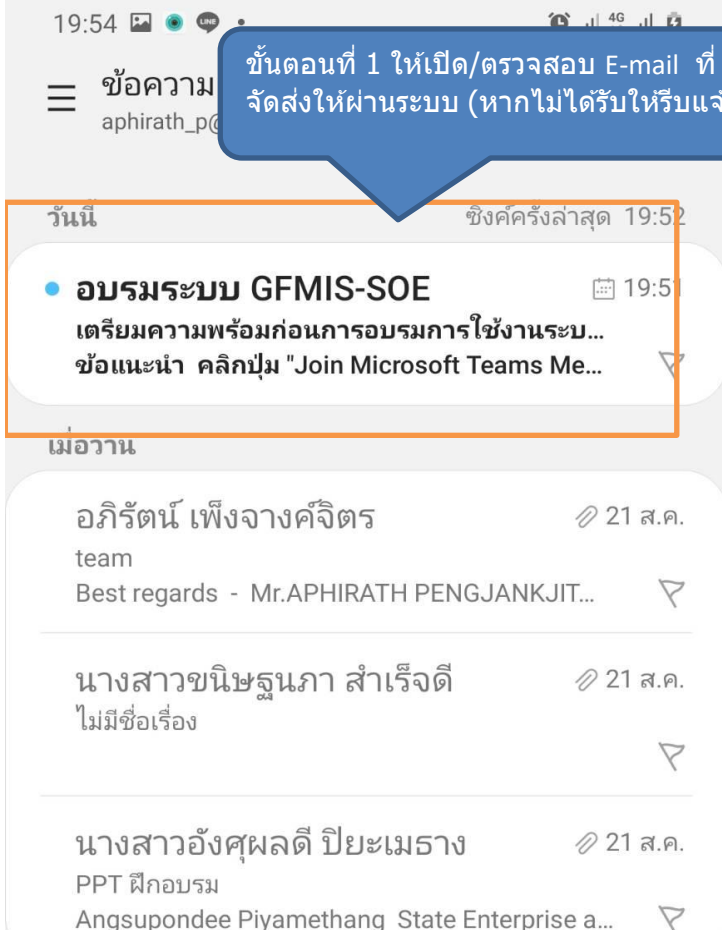 19:54
LINE
4G
ขั้นตอนที่ 1 ให้เปิด/ตรวจสอบ E-mail ที่
จัดส่งให้ผ่านระบบ (หากไม่ได้รับให้รีบแจ้
ข้อความ
aphirath_p@
วันนี้ ซิงค์ครั้งล่าสุด 19:52
อบรมระบบ GFMIS-SOE 19:51
เตรียมความพร้อมก่อนการอบรมการใช้งานระบ...
ข้อแนะนำ คลิกปุ่ม "Join Microsoft Teams Me...
เมื่อวาน
อภิรัตน์ เพ็งจางค์จิตร 21 ส.ค.
team
Best regards - Mr.APHIRATH PENGJANKJIT...
นางสาวขนิษฐนภา สำเร็จดี 21 ส.ค.
ไม่มีชื่อเรื่อง
นางสาวอังศุผลดี ปิยะเมธาง 21 ส.ค.
PPT ฝึกอบรม
Angsupondee Piyamethang State Enterprise a...